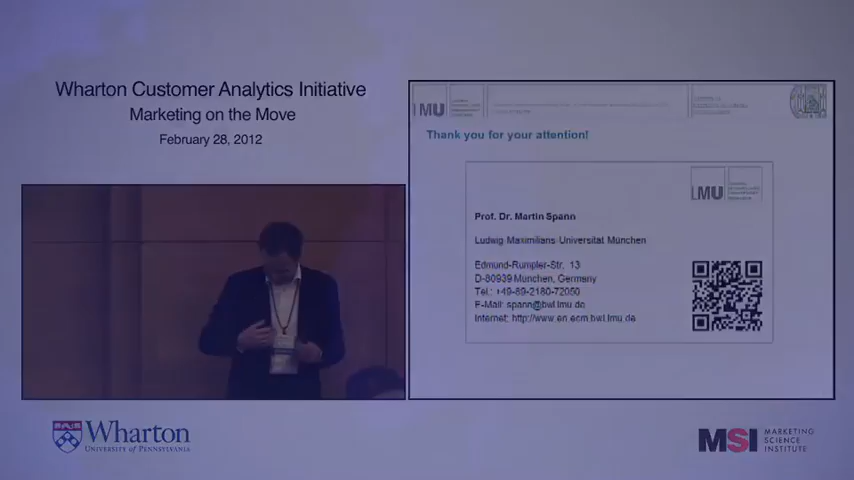 Wharton Customer Analytics Initiative
Marketing on the Move
February 28, 2012
LMU
Thank you for your attention!
LMU
Prof. Dr. Martin Spann
Ludwig Maximilians Universität München
Edmund-Rumpler-Str. 13
D-80939 München, Germany
Tel.: +49-89-2180-72050
E-Mail: spann@bwl.lmu.de
Internet: http://www.en.ecm.bwl.lmu.de
Wharton
UNIVERSITY OF PENNSYLVANIA
MSI
MARKETING
SCIENCE
INSTITUTE